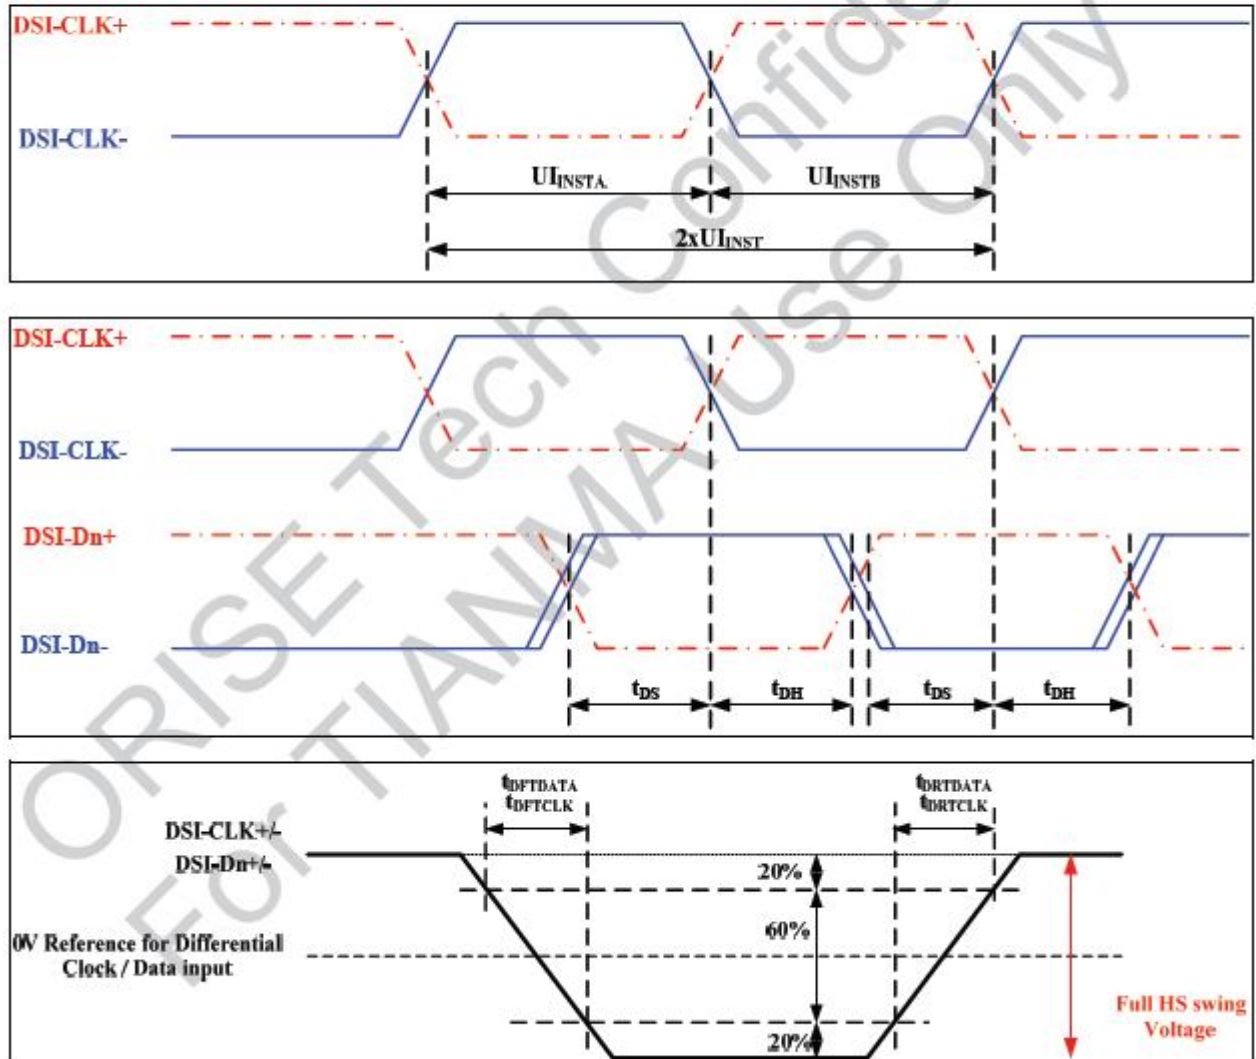 DSI-CLK+
DSI-CLK-
UIINSTA
UIINSTB
2xUIINST
DSI-CLK+
DSI-CLK-
DSI-Dn+
DSI-Dn-
tDS
tDH
tDS
tDH
tDFTDATA
tDFTCLK
tDRTDATA
tDRTCLK
DSI-CLK+/-
DSI-Dn+/-
20%
60%
0V Reference for Differential
Clock / Data input
20%
Full HS swing
Voltage
ORISE Tech
For TIANMA Use Only